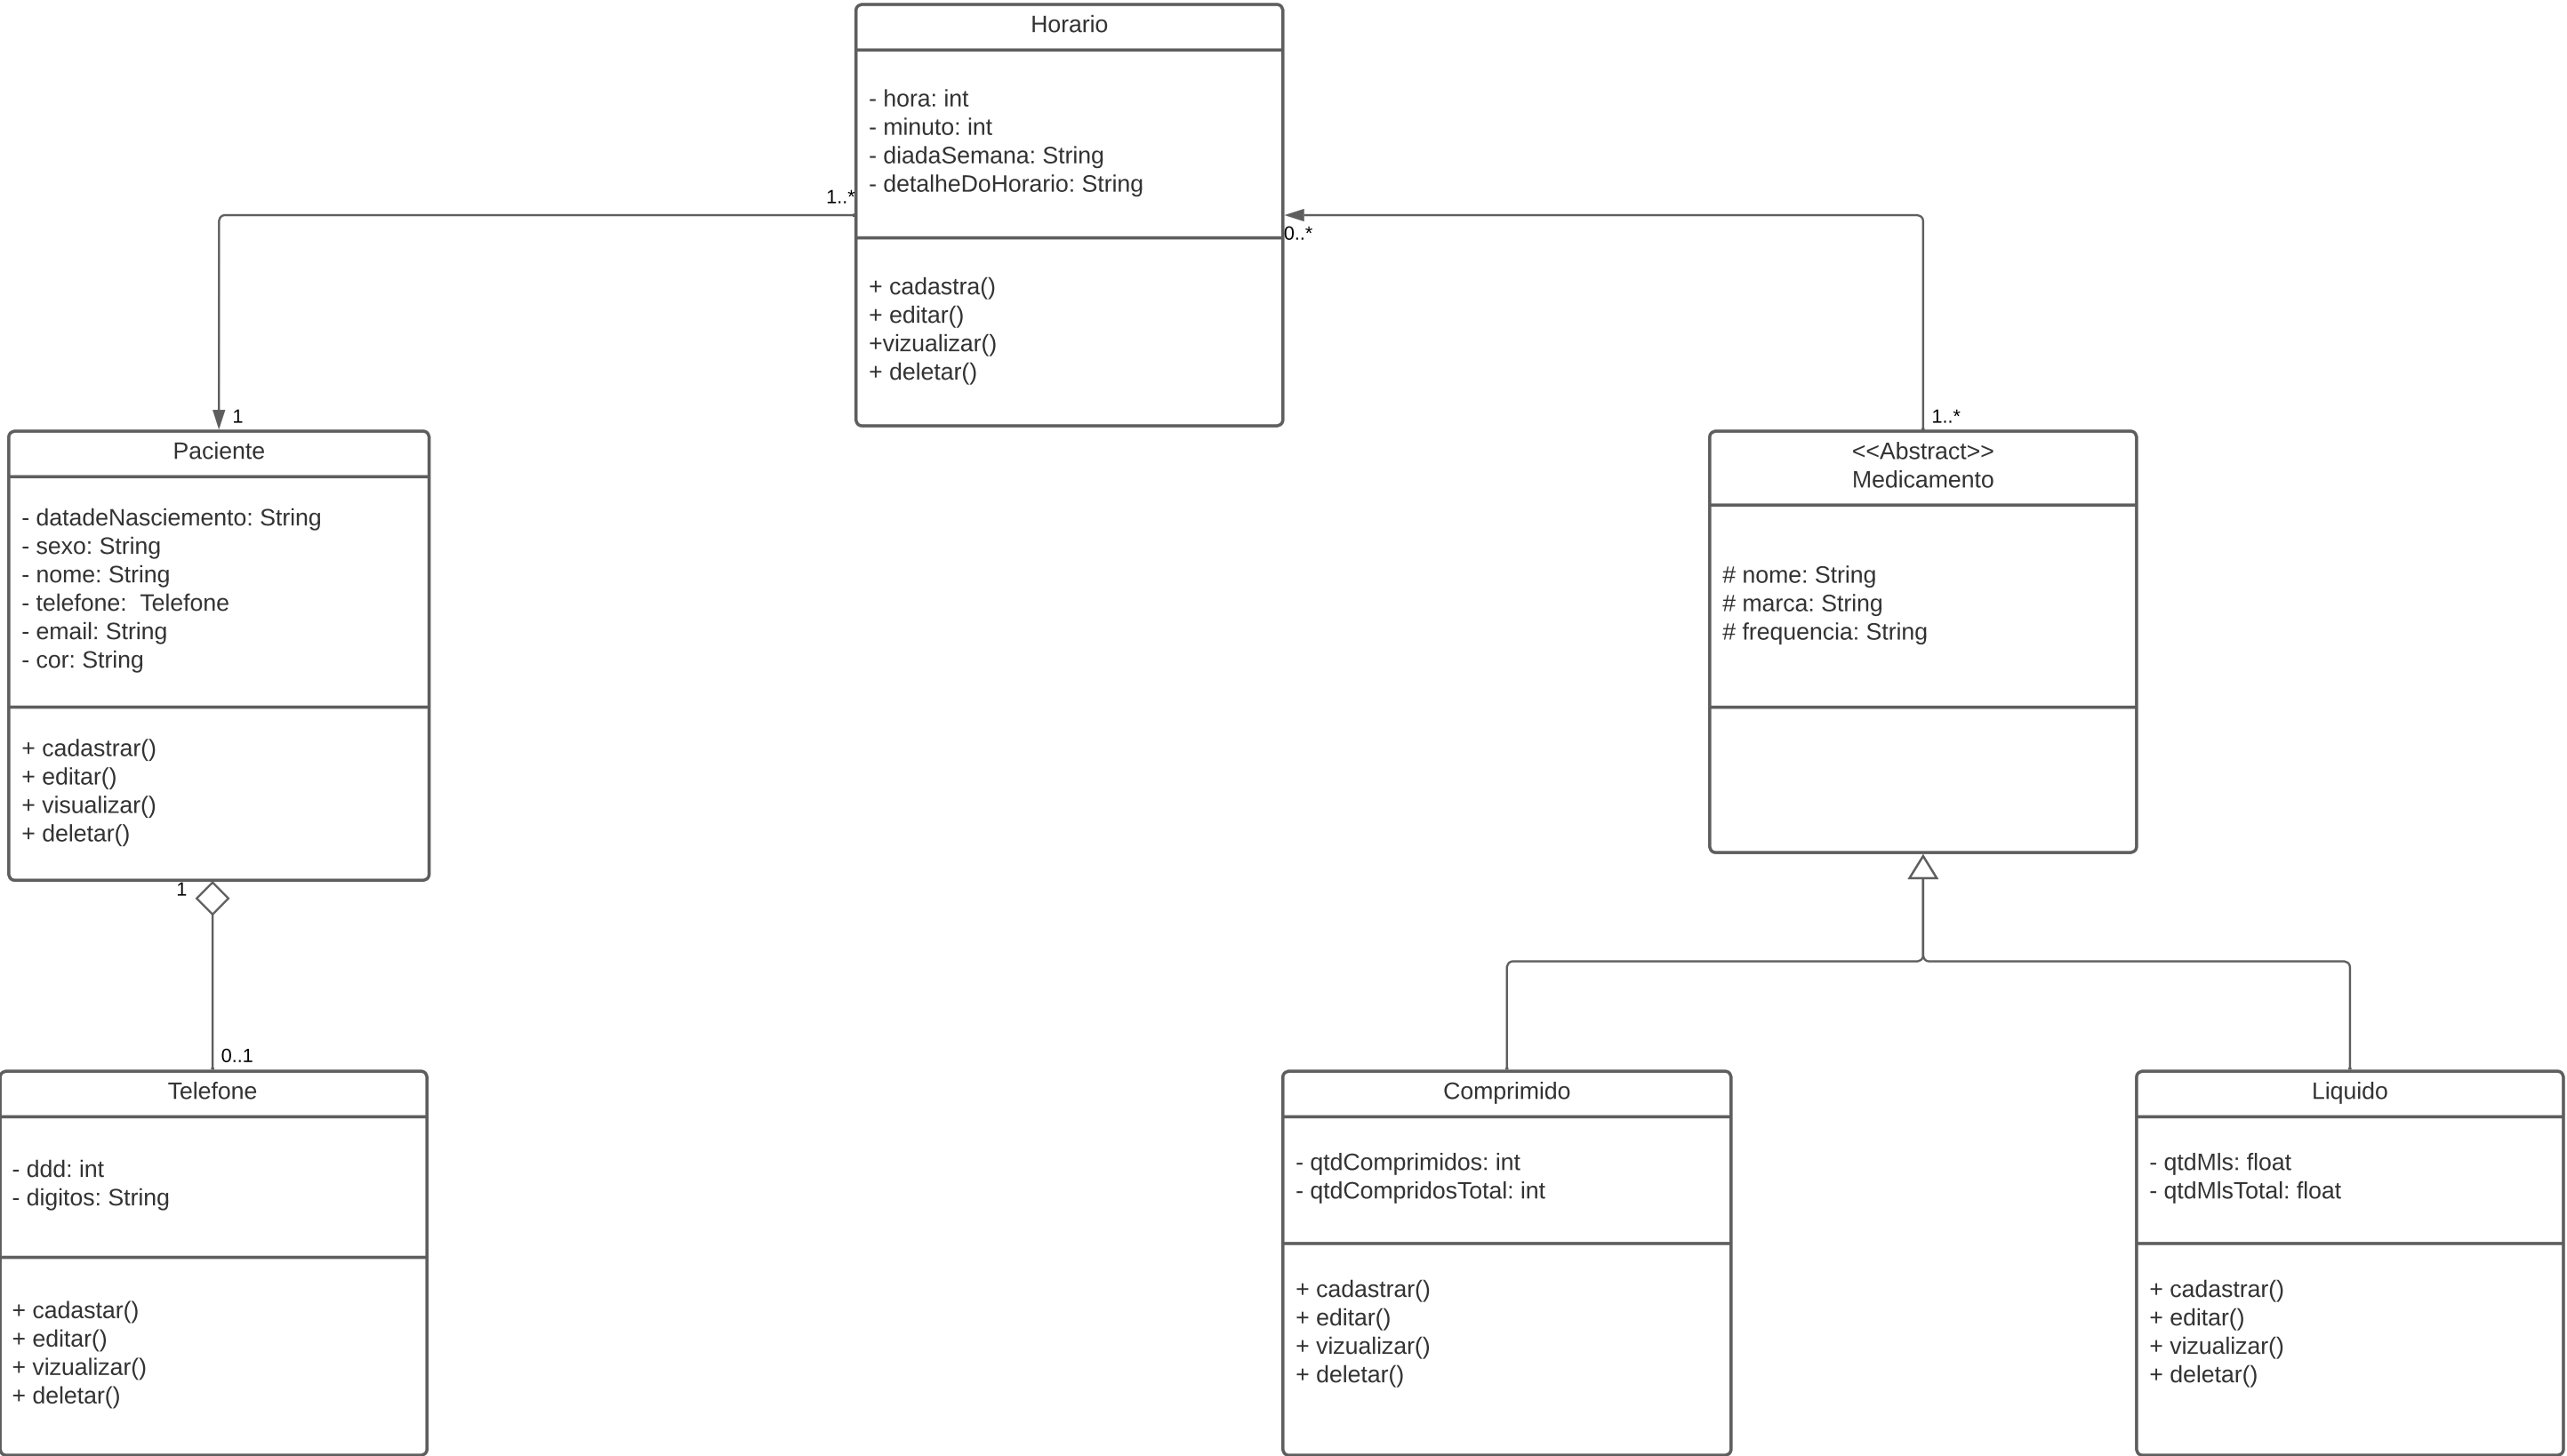 Horario
- hora: int
- minuto: int
- diadaSemana: String
- detalheDoHorario: String
+ cadastra()
+ editar()
+vizualizar()
+ deletar()
1..*
0..*
1
1..*
Paciente
- datadeNasciemento: String
- sexo: String
- nome: String
- telefone:  Telefone
- email: String
- cor: String
+ cadastrar()
+ editar()
+ visualizar()
+ deletar()
<<Abstract>>
Medicamento
# nome: String
# marca: String
# frequencia: String
1
0..1
Telefone
- ddd: int
- digitos: String
+ cadastar()
+ editar()
+ vizualizar()
+ deletar()
Comprimido
- qtdComprimidos: int
- qtdCompridosTotal: int
+ cadastrar()
+ editar()
+ vizualizar()
+ deletar()
Liquido
- qtdMls: float
- qtdMlsTotal: float
+ cadastrar()
+ editar()
+ vizualizar()
+ deletar()